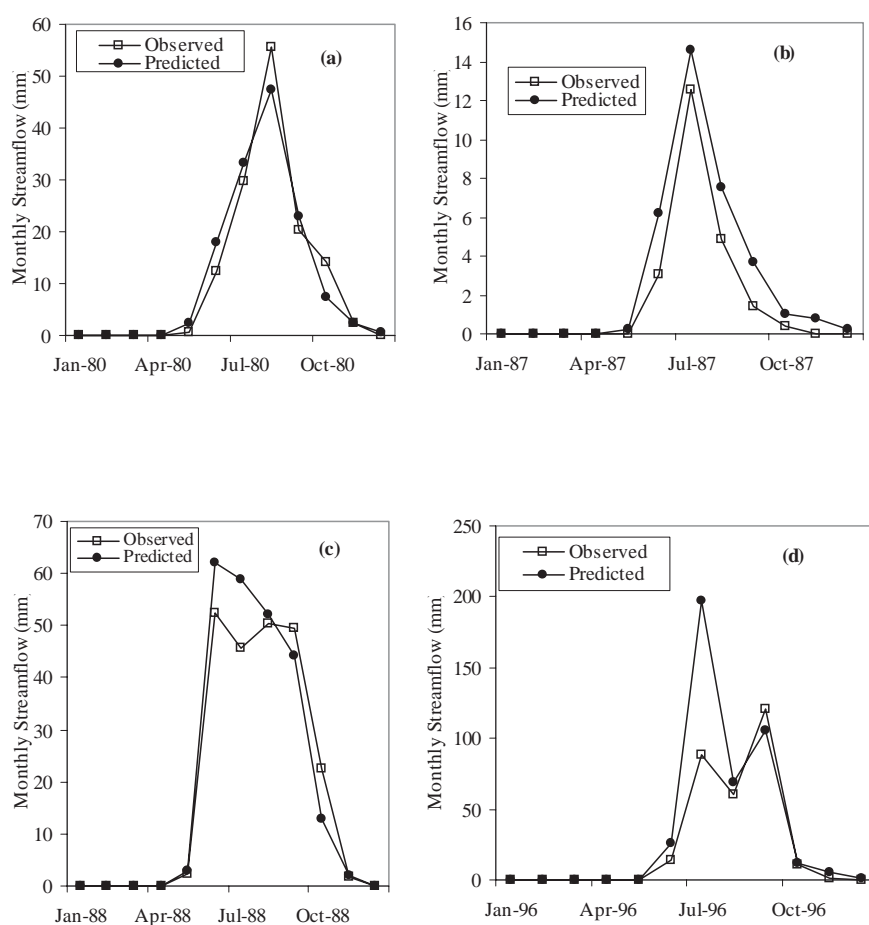 60
50
40
30
20
10
0
Monthly Streamflow (mm)
Observed
Predicted
(a)
Jan-80 Apr-80 Jul-80 Oct-80
16
14
12
10
8
6
4
2
0
Monthly Streamflow (mm)
Observed
Predicted
(b)
Jan-87 Apr-87 Jul-87 Oct-87
70
60
50
40
30
20
10
0
Monthly Streamflow (mm)
Observed
Predicted
(c)
Jan-88 Apr-88 Jul-88 Oct-88
250
200
150
100
50
0
Monthly Streamflow (mm)
Observed
Predicted
(d)
Jan-96 Apr-96 Jul-96 Oct-96